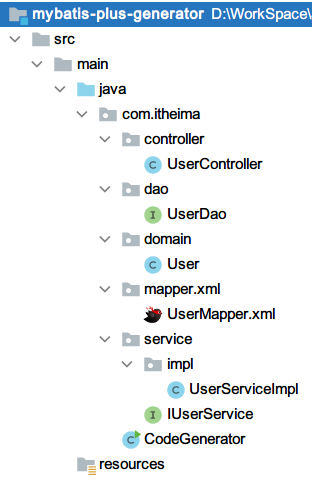 mybatis-plus-generator D:\WorkSpace\
src
main
java
com.itheima
controller
UserController
dao
UserDao
domain
User
mapper.xml
UserMapper.xml
service
impl
UserServiceImpl
IUserService
CodeGenerator
resources